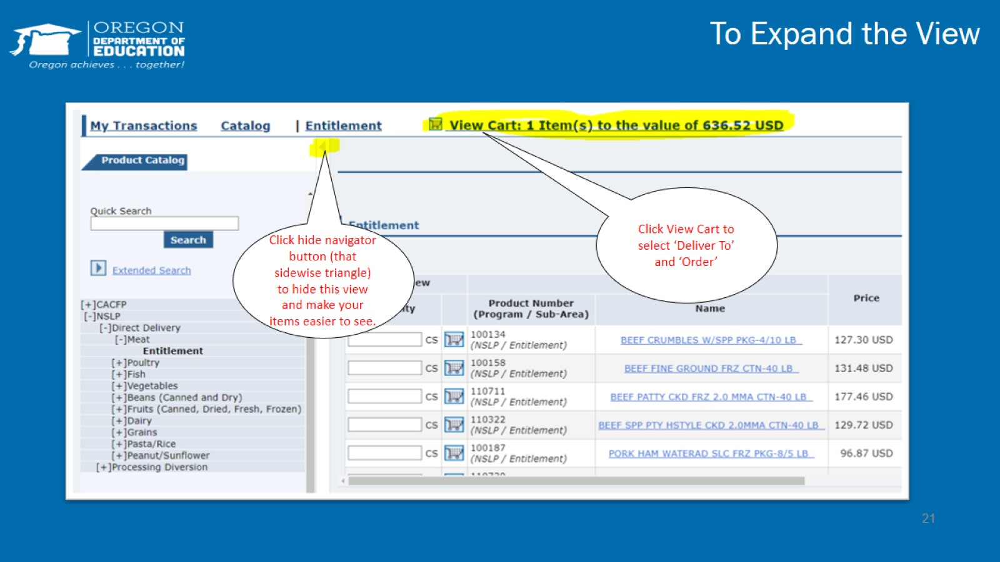 OREGON
DEPARTMENT OF
EDUCATION
Oregon achieves . . . together!
To Expand the View
My Transactions Catalog | Entitlement View Cart: 1 Item(s) to the value of 636.52 USD
Product Catalog
Quick Search
Search
Extended Search
[+]CACFP
[-]NSLP
[-]Direct Delivery
[-]Meat
Entitlement
[+]Poultry
[+]Fish
[+]Vegetables
[+]Beans (Canned and Dry)
[+]Fruits (Canned, Dried, Fresh, Frozen)
[+]Dairy
[+]Grains
[+]Pasta/Rice
[+]Peanut/Sunflower
[+]Processing Diversion
Click hide navigator
button (that
sidewise triangle)
to hide this view
and make your
items easier to see.
Click View Cart to
select ‘Deliver To’
and ‘Order’
Entitlement
Product Number
(Program / Sub-Area)
Name
Price
CS 100134
(NSLP / Entitlement) BEEF CRUMBLES W/SPP PKG-4/10 LB 127.30 USD
CS 100158
(NSLP / Entitlement) BEEF FINE GROUND FRZ CTN-40 LB 131.48 USD
CS 110711
(NSLP / Entitlement) BEEF PATTY CKD FRZ 2.0 MMA CTN-40 LB 177.46 USD
CS 110322
(NSLP / Entitlement) BEEF SPP PTY HSTYLE CKD 2.0MMA CTN-40 LB 129.72 USD
CS 100187
(NSLP / Entitlement) PORK HAM WATERAD SLC FRZ PKG-8/5 LB 96.87 USD
21